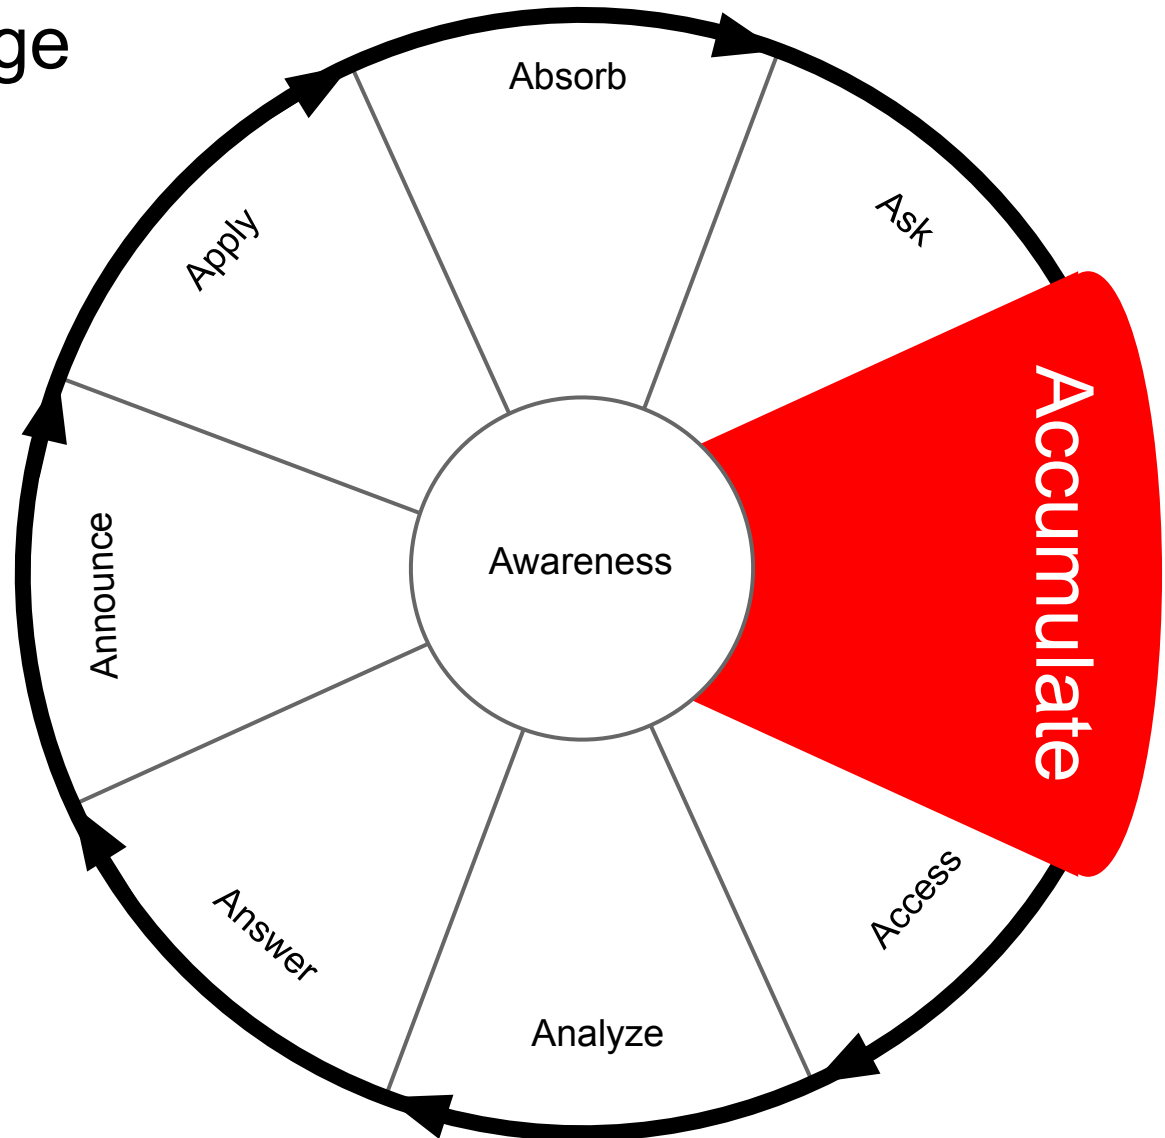 ge
Absorb
Ask
Accumulate
Access
Analyze
Answer
Announce
Apply
Awareness